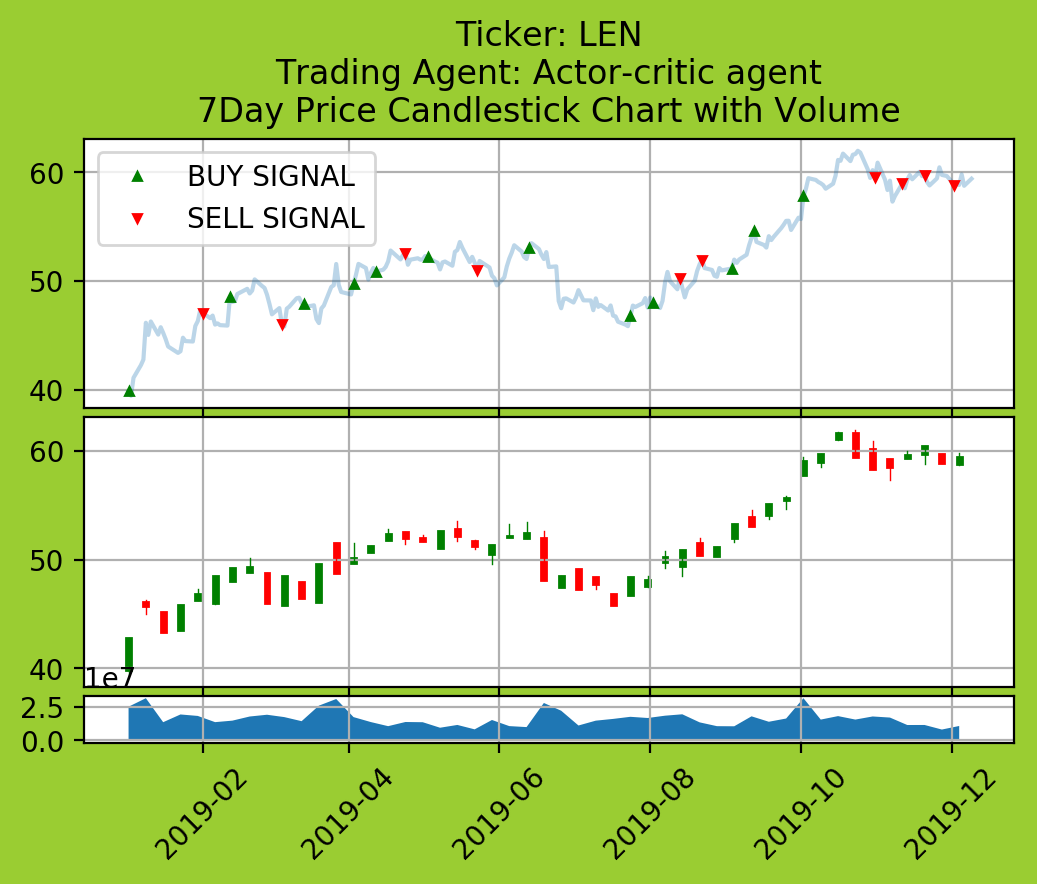 Ticker: LEN
Trading Agent: Actor-critic agent
7Day Price Candlestick Chart with Volume
BUY SIGNAL
SELL SIGNAL
60
50
40
60
50
40
1e7
2.5
0.0
2019-02
2019-04
2019-06
2019-08
2019-10
2019-12